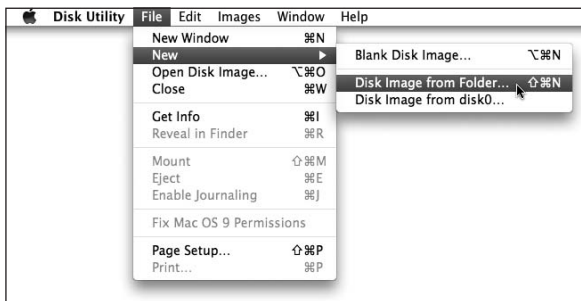 Disk Utility File Edit Images Window Help
New Window ⌘N
New ▶
Open Disk Image... ⌥⌘O
Close ⌘W
Get Info ⌘I
Reveal in Finder ⌘R
Mount ⇧⌘M
Eject ⌘E
Enable Journaling ⌘J
Fix Mac OS 9 Permissions
Page Setup... ⇧⌘P
Print... ⌘P
Blank Disk Image... ⌥⌘N
Disk Image from Folder... ⇧⌘N
Disk Image from disk0...